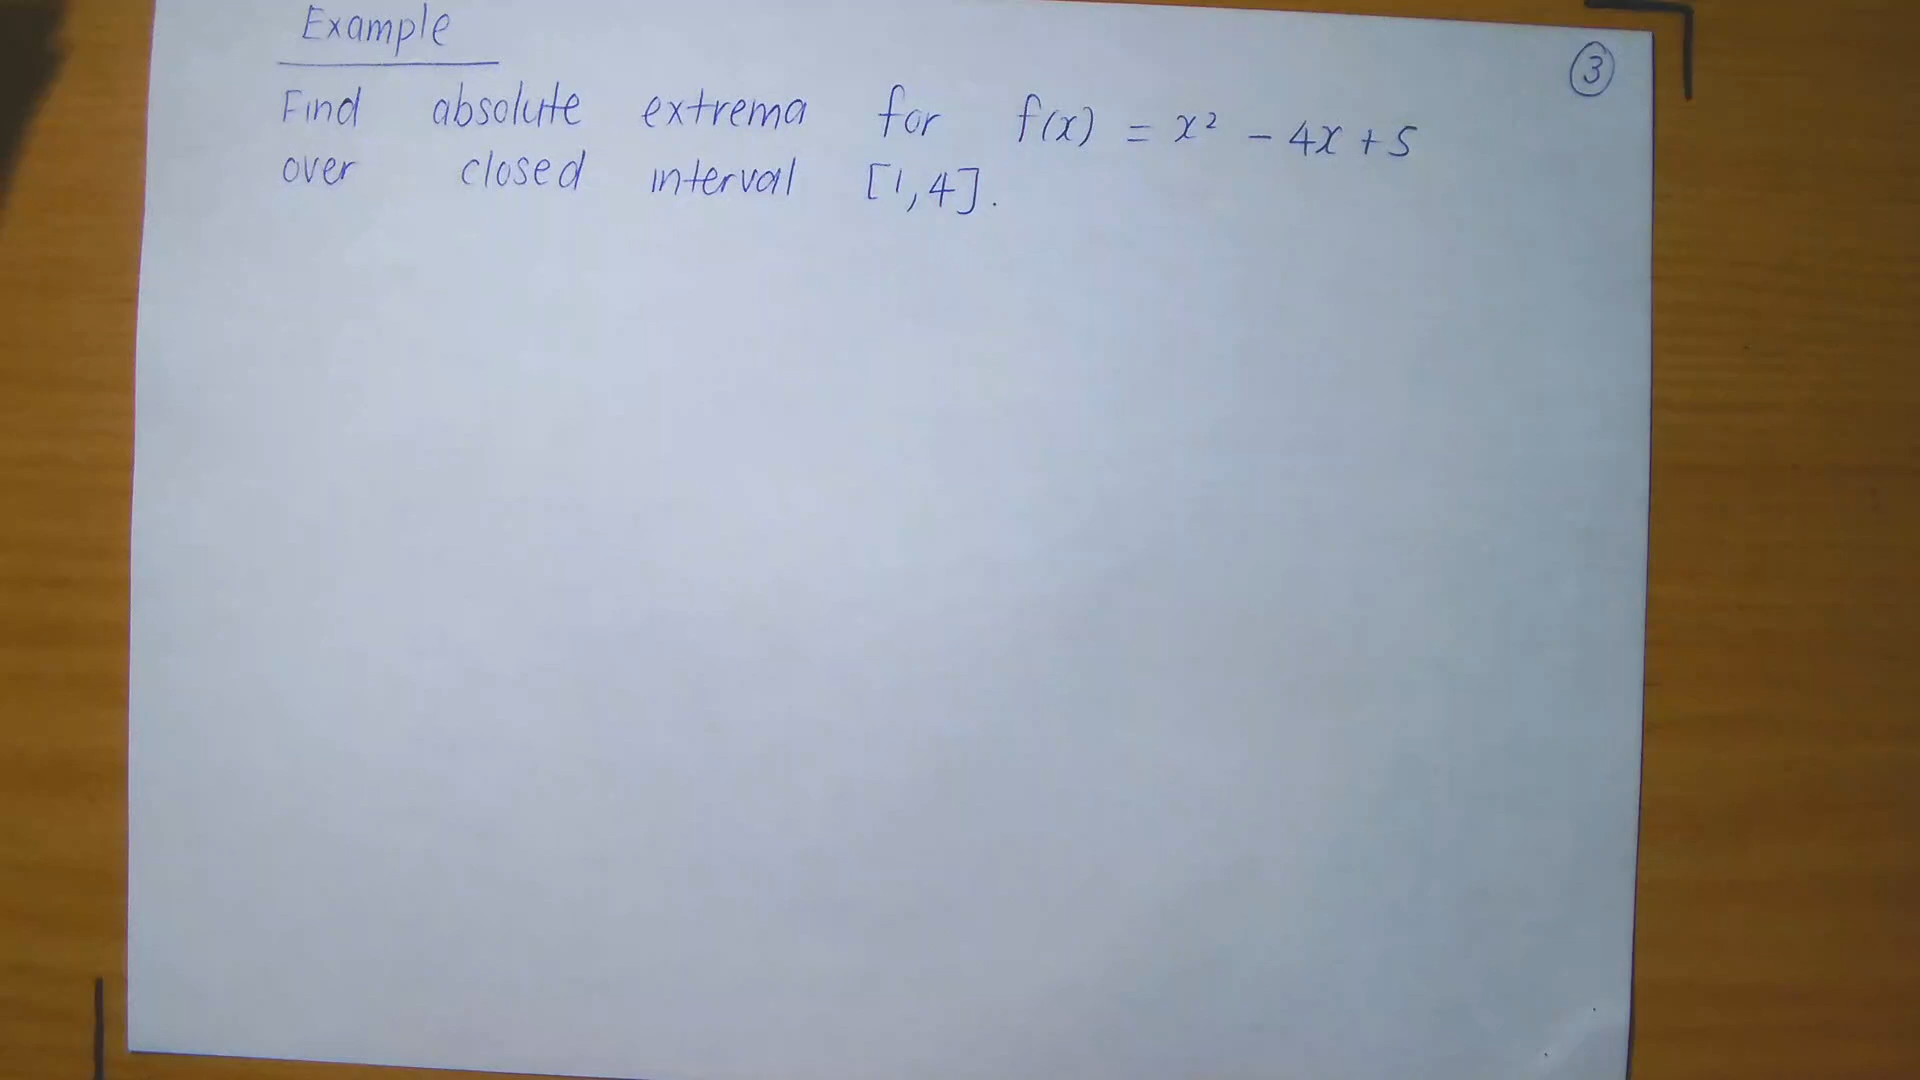 Example
③
Find absolute extrema for f(x) = x² - 4x + 5
over closed interval [1,4].